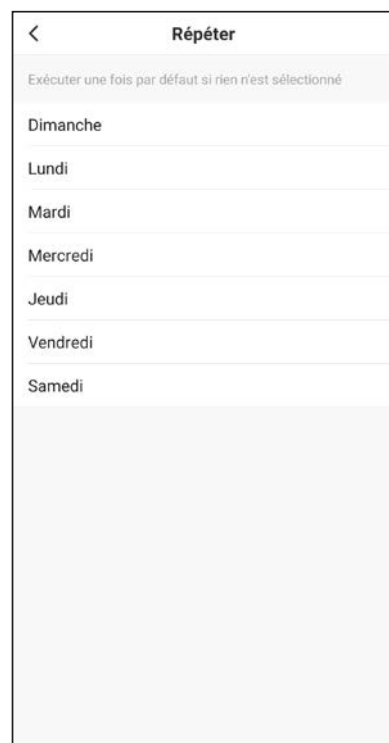 Répéter
Exécuter une fois par défaut si rien n'est sélectionné
Dimanche
Lundi
Mardi
Mercredi
Jeudi
Vendredi
Samedi